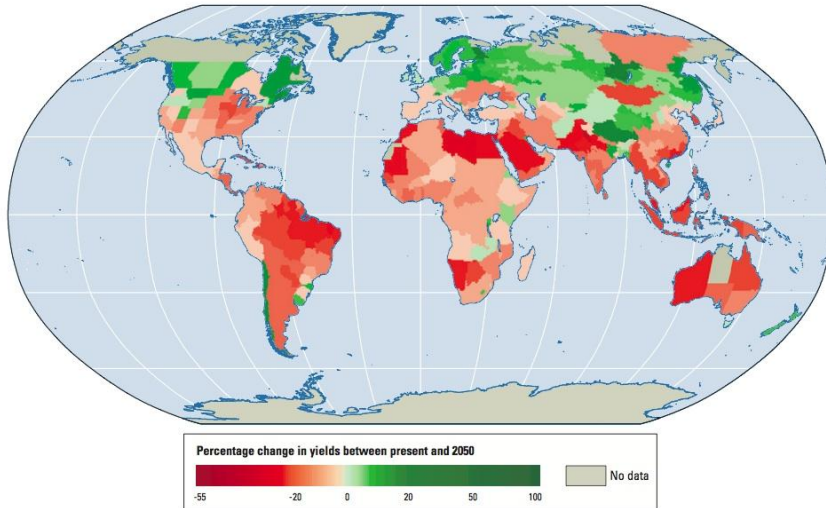 Percentage change in yields between present and 2050
No data
-55 -20 0 20 50 100